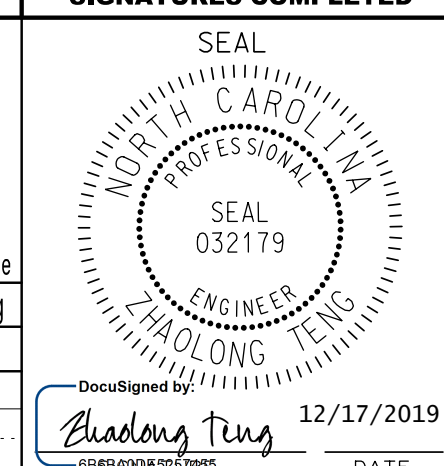 SIGNATURES COMPLETED
SEAL
NORTH CAROLINA
PROFESSIONAL
SEAL
032179
ENGINEER
ZHAOLONG TENG
e
g
DocuSigned by:
Zhaolong Teng
12/17/2019
DATE